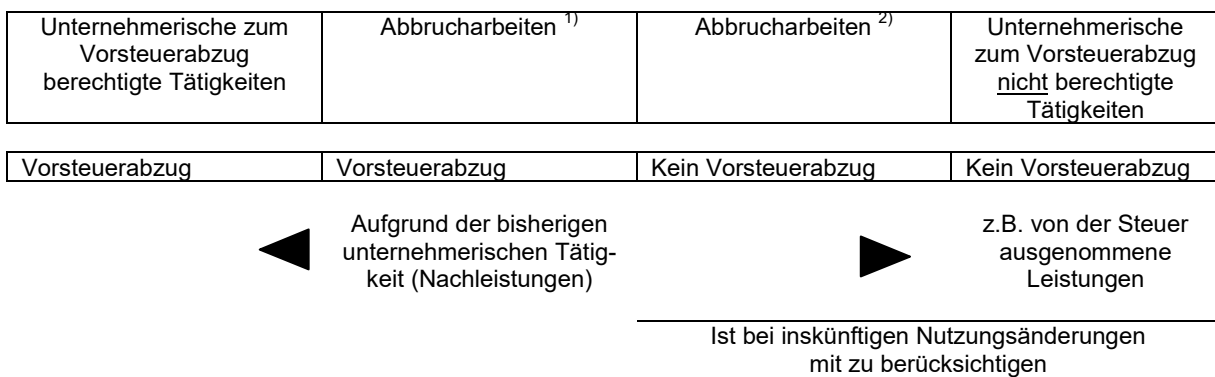 Unternehmerische zum
Vorsteuerabzug
berechtigte Tätigkeiten
Abbrucharbeiten 1)
Abbrucharbeiten 2)
Unternehmerische
zum Vorsteuerabzug
nicht berechtigte
Tätigkeiten
Vorsteuerabzug
Vorsteuerabzug
Kein Vorsteuerabzug
Kein Vorsteuerabzug
Aufgrund der bisherigen
unternehmerischen Tätig-
keit (Nachleistungen)
z.B. von der Steuer
ausgenommene
Leistungen
Ist bei inskünftigen Nutzungsänderungen
mit zu berücksichtigen